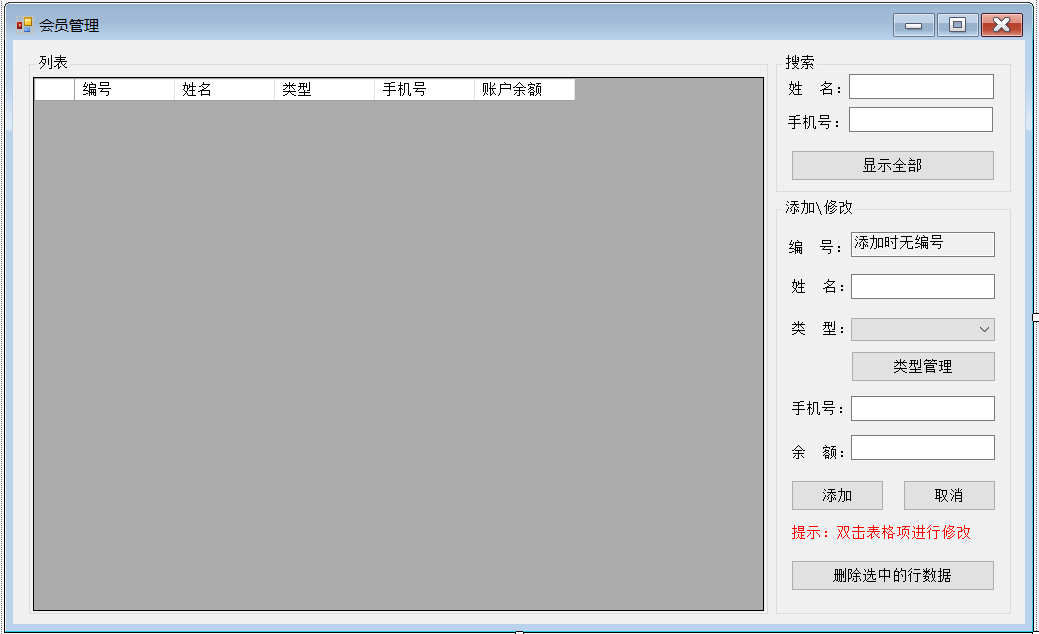 会员管理
列表
编号 姓名 类型 手机号 账户余额
搜索
姓 名：
手机号：
显示全部
添加\修改
编 号： 添加时无编号
姓 名：
类 型：
类型管理
手机号：
余 额：
添加 取消
提示：双击表格项进行修改
删除选中的行数据